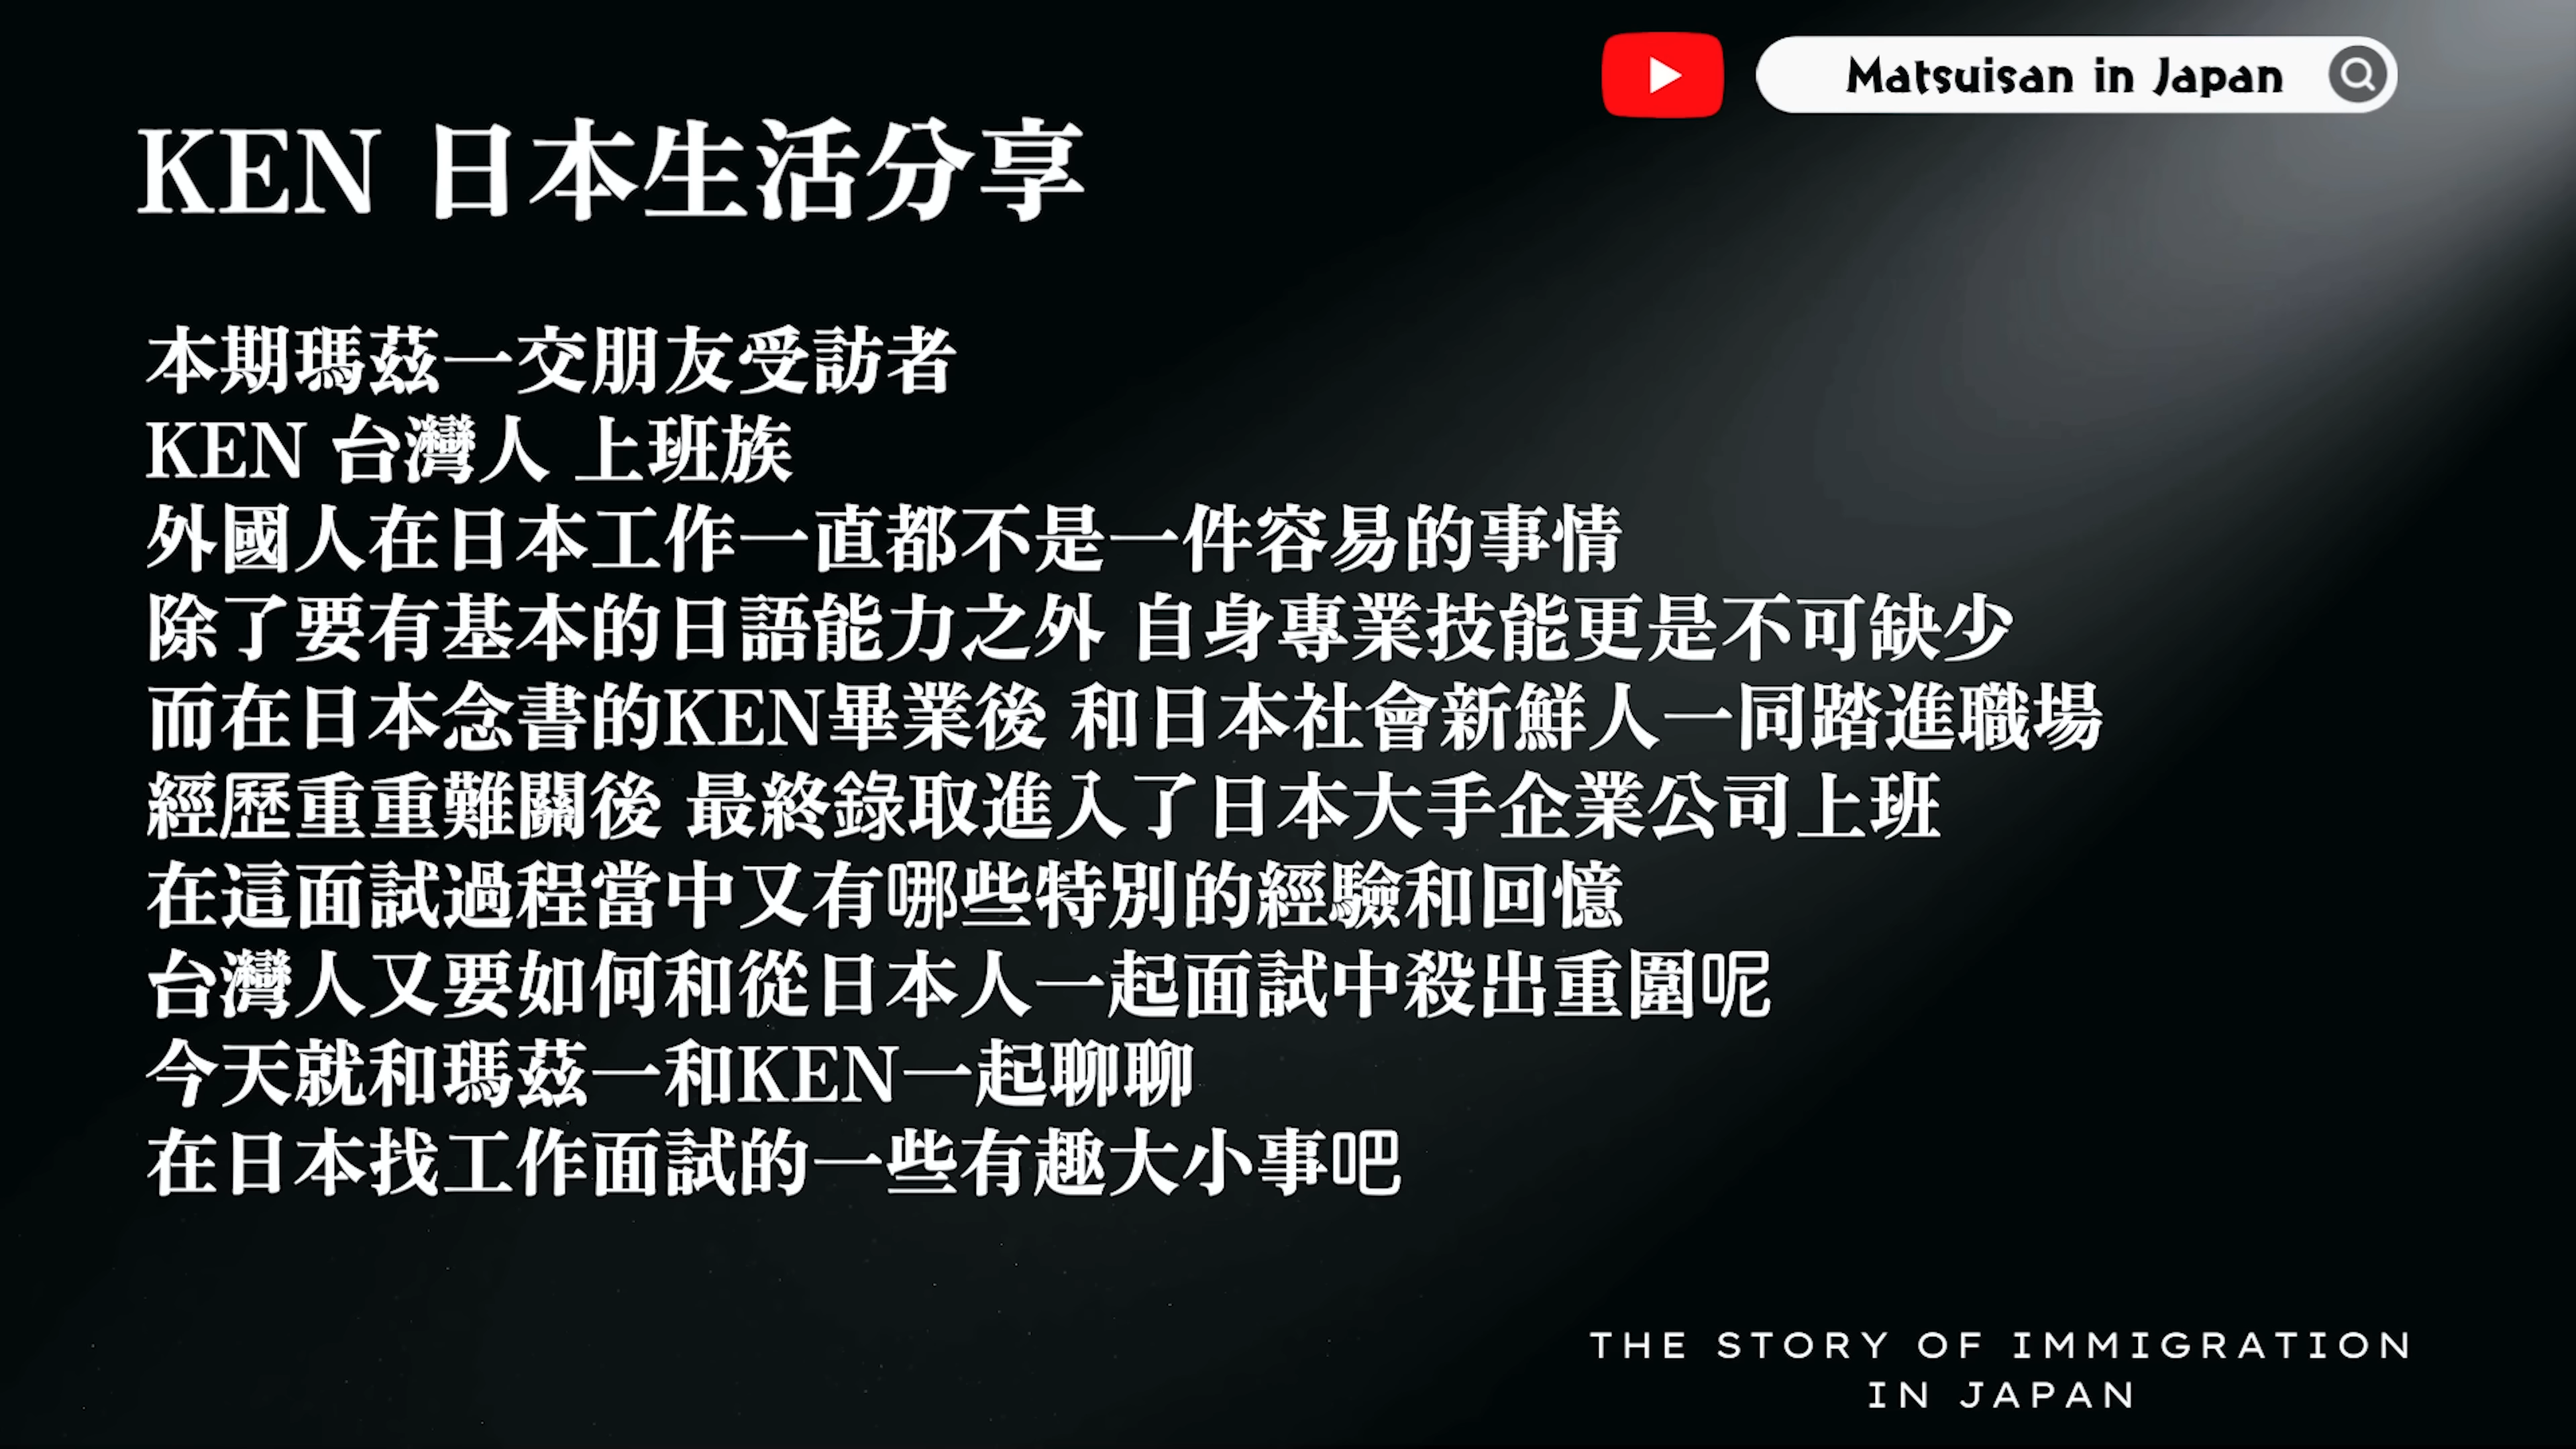 Matsuisan in Japan
KEN 日本生活分享
本期瑪茲一交朋友受訪者
KEN 台灣人 上班族
外國人在日本工作一直都不是一件容易的事情
除了要有基本的日語能力之外 自身專業技能更是不可缺少
而在日本念書的KEN畢業後 和日本社會新鮮人一同踏進職場
經歷重重難關後 最終錄取進入了日本大手企業公司上班
在這面試過程當中又有哪些特別的經驗和回憶
台灣人又要如何和從日本人一起面試中殺出重圍呢
今天就和瑪茲一和KEN一起聊聊
在日本找工作面試的一些有趣大小事吧
THE STORY OF IMMIGRATION
IN JAPAN